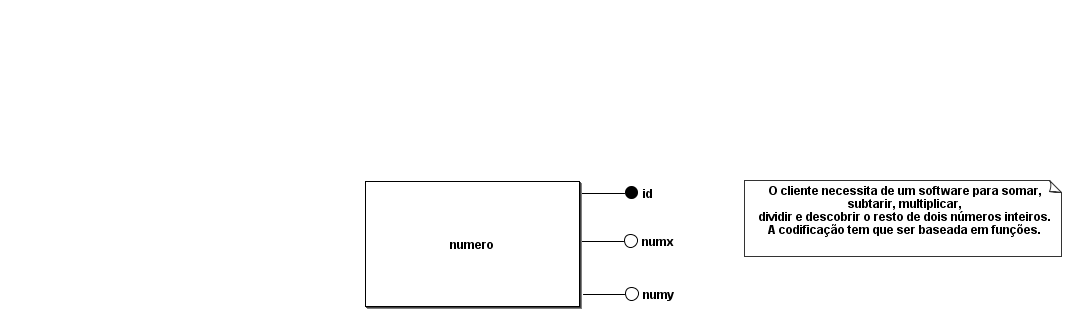 numero
id
numx
numy
O cliente necessita de um software para somar,
subtarir, multiplicar,
dividir e descobrir o resto de dois números inteiros.
A codificação tem que ser baseada em funções.